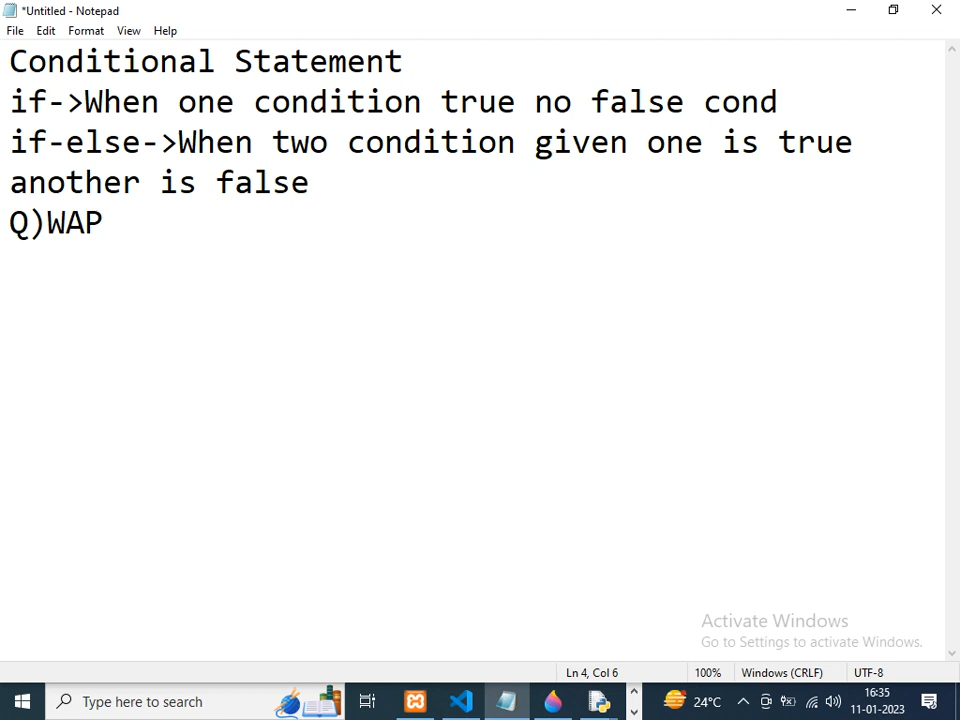 *Untitled - Notepad
File Edit Format View Help
Conditional Statement
if->When one condition true no false cond
if-else->When two condition given one is true
another is false
Q)WAP
Activate Windows
Go to Settings to activate Windows.
Ln 4, Col 6 100% Windows (CRLF) UTF-8
Type here to search
24°C
16:35
11-01-2023